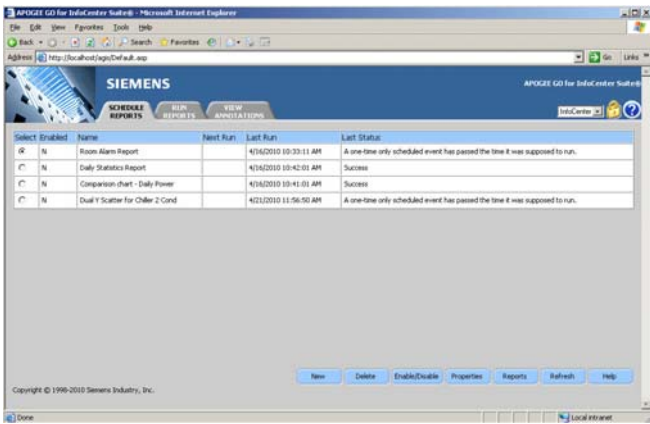 APOGEE GO for InfoCenter Suite® - Microsoft Internet Explorer
File Edit View Favorites Tools Help
Back Search Favorites
Address http://localhost/agis/Default.asp Go Links
SIEMENS
APOGEE GO for InfoCenter Suite®
SCHEDULE REPORTS RUN REPORTS VIEW ANNOTATIONS
InfoCenter
Select Enabled Name Next Run Last Run Last Status
N Room Alarm Report 4/16/2010 10:33:11 AM A one-time only scheduled event has passed the time it was supposed to run.
N Daily Statistics Report 4/16/2010 10:42:01 AM Success
N Comparison chart - Daily Power 4/16/2010 10:41:01 AM Success
N Dual Y Scatter for Chiller 2 Cond 4/21/2010 11:56:50 AM A one-time only scheduled event has passed the time it was supposed to run.
New Delete Enable/Disable Properties Reports Refresh Help
Copyright © 1998-2010 Siemens Industry, Inc.
Done Local intranet